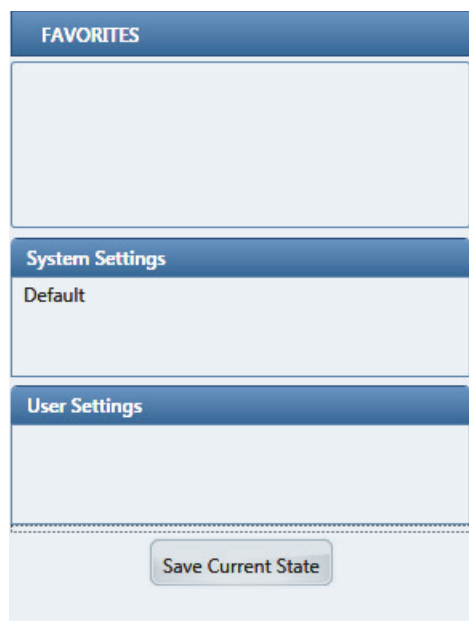 FAVORITES
System Settings
Default
User Settings
Save Current State